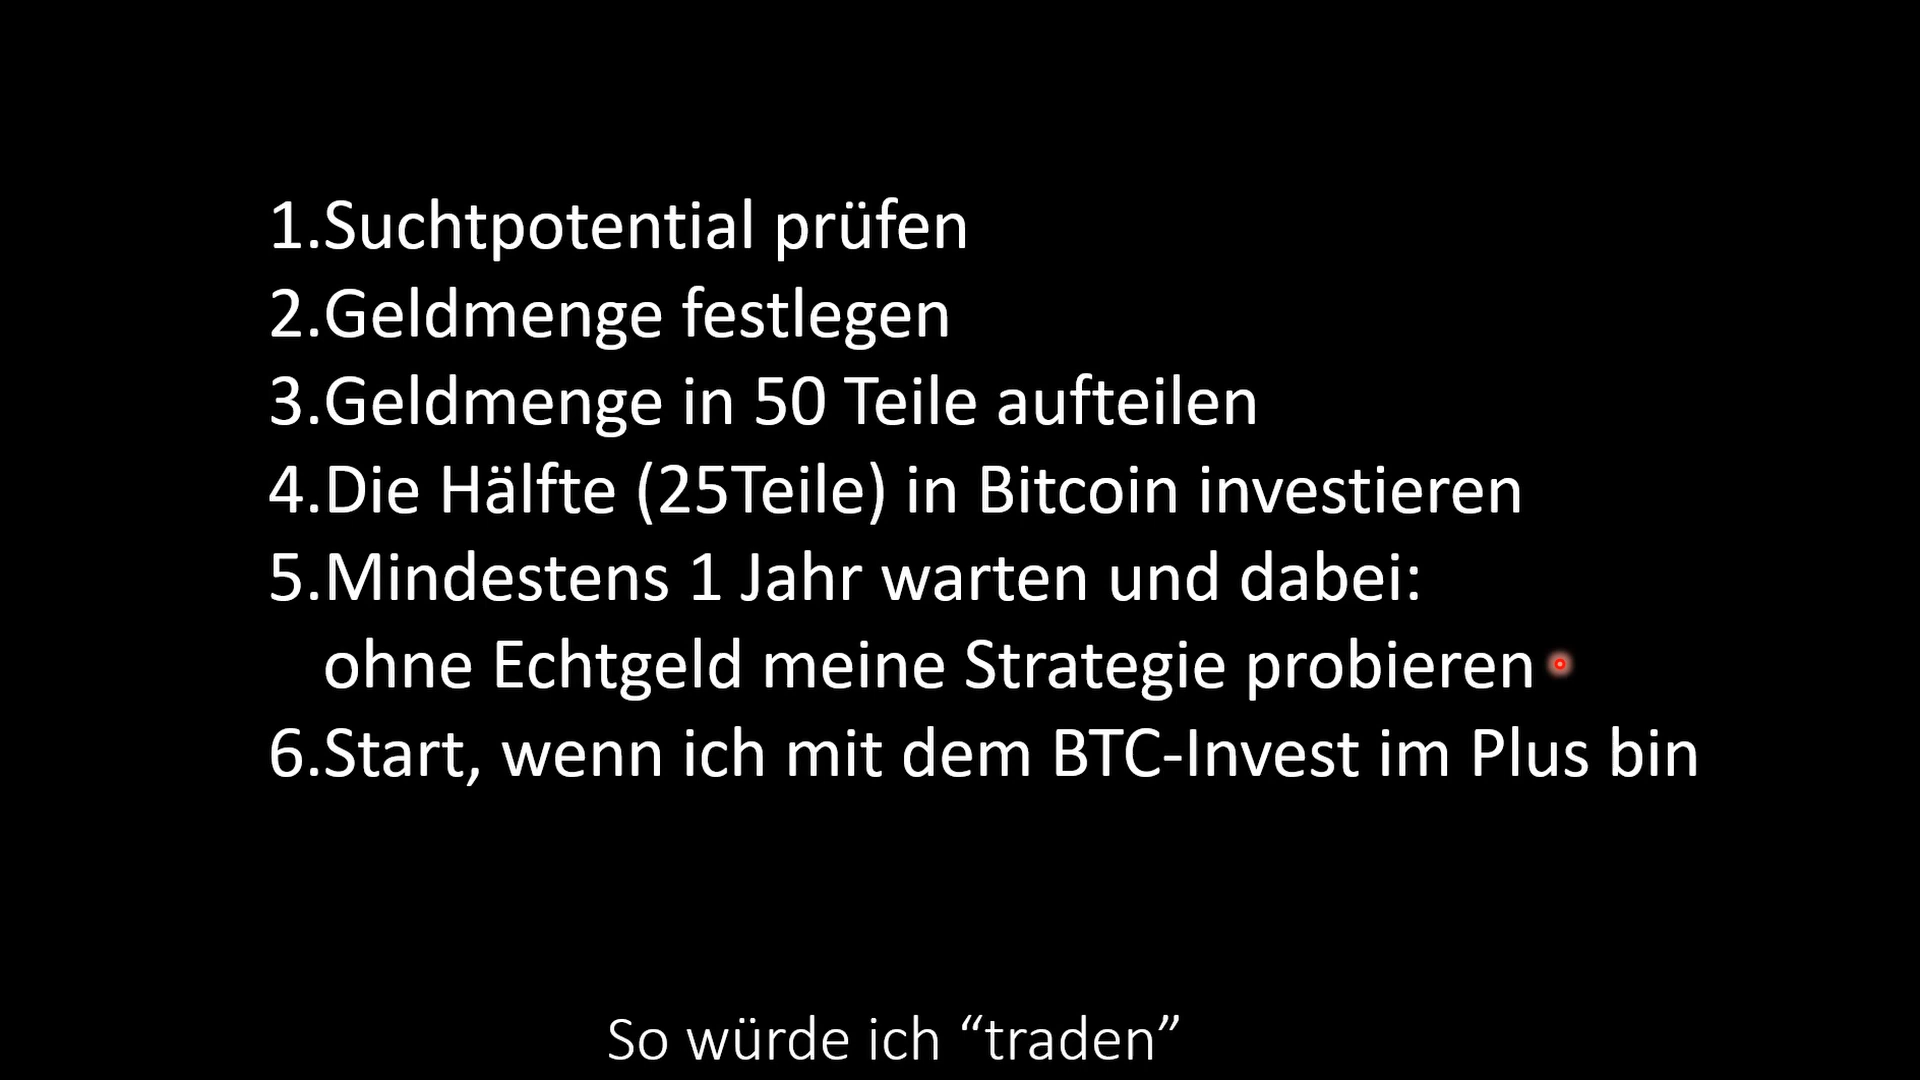 1.Suchtpotential prüfen
2.Geldmenge festlegen
3.Geldmenge in 50 Teile aufteilen
4.Die Hälfte (25Teile) in Bitcoin investieren
5.Mindestens 1 Jahr warten und dabei:
ohne Echtgeld meine Strategie probieren
6.Start, wenn ich mit dem BTC-Invest im Plus bin
So würde ich “traden”